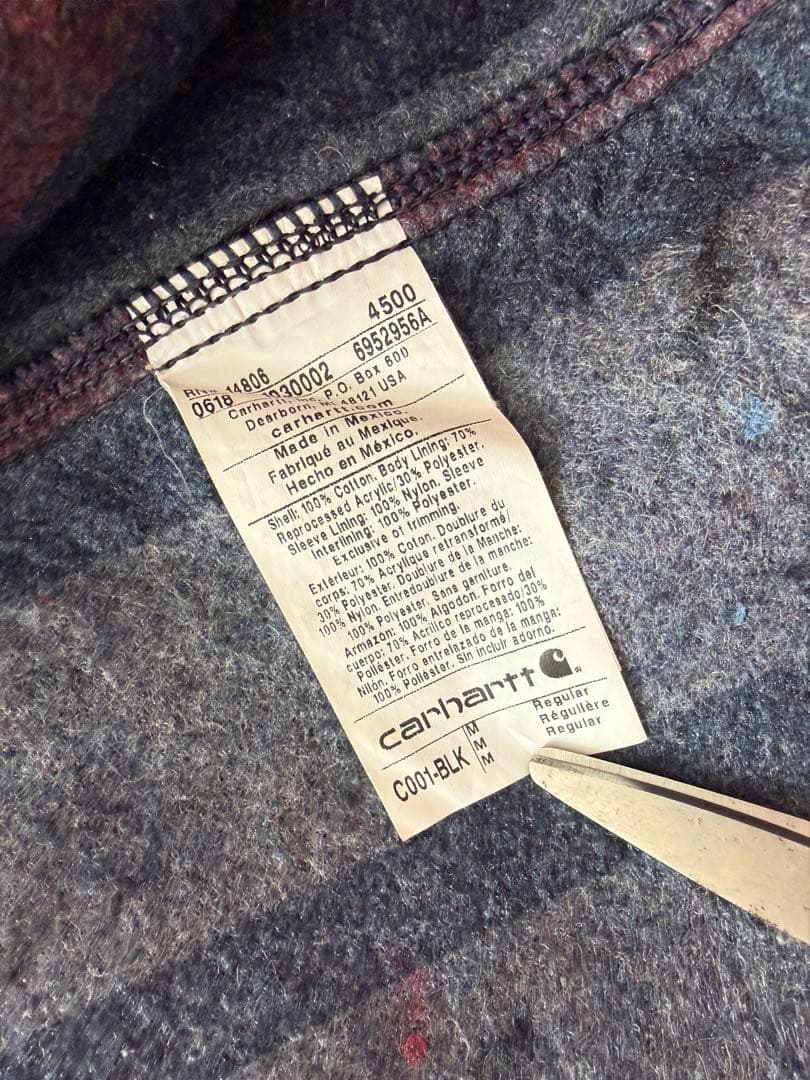 4500
RN# 14806
0618 1030002 6952956A
Carhartt Inc., P.O. Box 600
Dearborn, MI 48121 USA
carhartt.com
Made in Mexico.
Fabriqué au Mexique.
Hecho en México.
Shell: 100% Cotton. Body Lining: 70%
Reprocessed Acrylic/30% Polyester.
Sleeve Lining: 100% Nylon. Sleeve
Interlining: 100% Polyester.
Exclusive of trimming.
Extérieur: 100% Coton. Doublure du
corps: 70% Acrylique retransformé/
30% Polyester. Doublure de la Manche:
100% Nylon. Entredoublure de la manche:
100% Polyester. Sans garniture.
Armazon: 100% Algodon. Forro del
cuerpo: 70% Acrílico reprocesado/30%
Poliéster. Forro de la manga: 100%
Nilón. Forro entrelazado de la manga:
100% Poliéster. Sin incluir adorno.
carhartt
C001-BLK
M Regular
M Régulière
M Regular